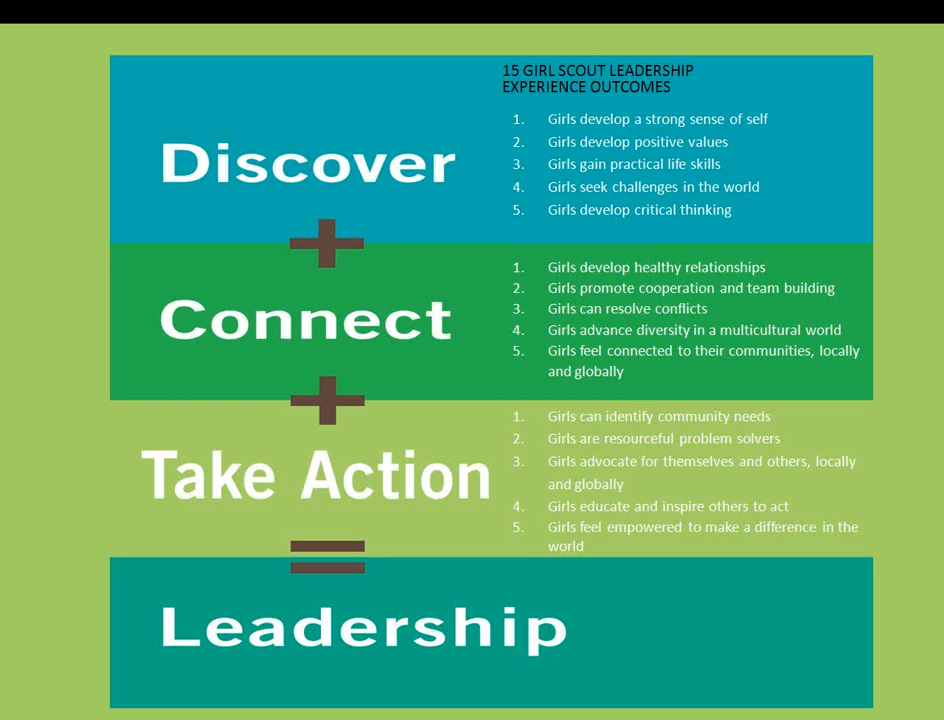 15 GIRL SCOUT LEADERSHIP
EXPERIENCE OUTCOMES
Discover
1. Girls develop a strong sense of self
2. Girls develop positive values
3. Girls gain practical life skills
4. Girls seek challenges in the world
5. Girls develop critical thinking
+
Connect
1. Girls develop healthy relationships
2. Girls promote cooperation and team building
3. Girls can resolve conflicts
4. Girls advance diversity in a multicultural world
5. Girls feel connected to their communities, locally
and globally
+
Take Action
1. Girls can identify community needs
2. Girls are resourceful problem solvers
3. Girls advocate for themselves and others, locally
and globally
4. Girls educate and inspire others to act
5. Girls feel empowered to make a difference in the
world
=
Leadership